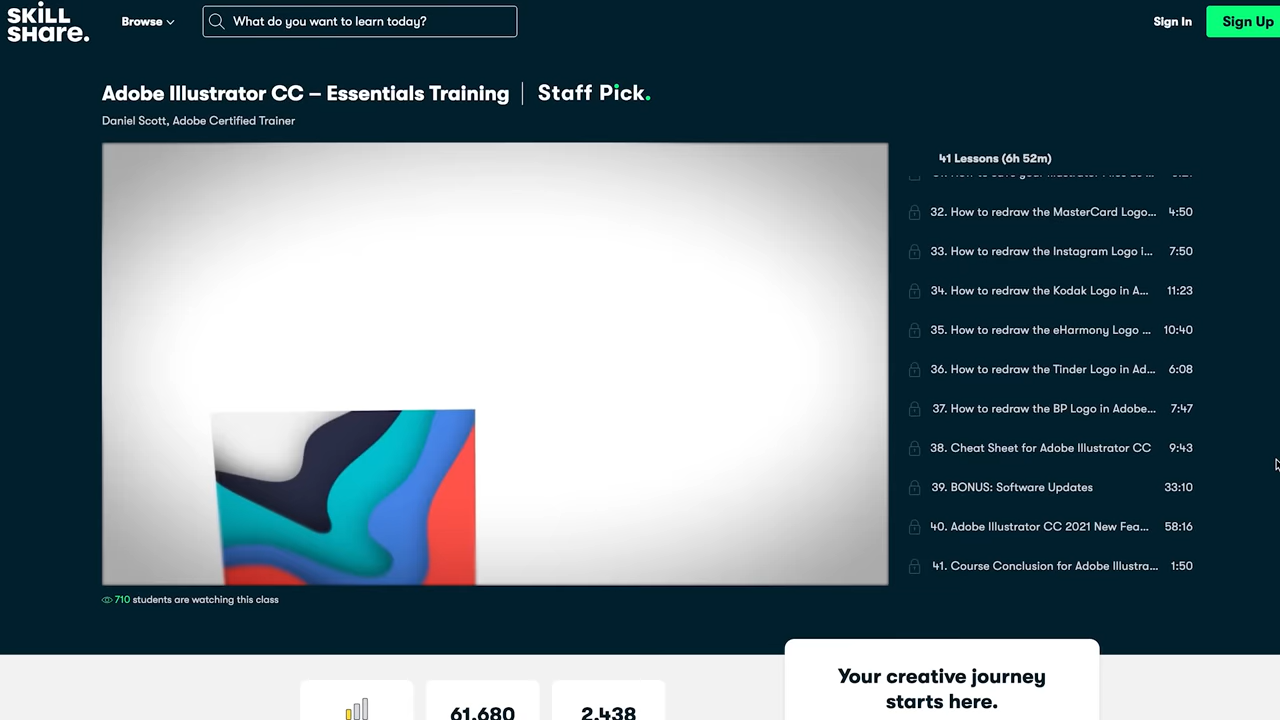 SKILL
SHare.
Browse
What do you want to learn today?
Sign In
Sign Up
Adobe Illustrator CC – Essentials Training
Staff Pick.
Daniel Scott, Adobe Certified Trainer
41 Lessons (6h 52m)
32. How to redraw the MasterCard Logo... 4:50
33. How to redraw the Instagram Logo i... 7:50
34. How to redraw the Kodak Logo in A... 11:23
35. How to redraw the eHarmony Logo ... 10:40
36. How to redraw the Tinder Logo in Ad... 6:08
37. How to redraw the BP Logo in Adobe... 7:47
38. Cheat Sheet for Adobe Illustrator CC 9:43
39. BONUS: Software Updates 33:10
40. Adobe Illustrator CC 2021 New Fea... 58:16
41. Course Conclusion for Adobe Illustra... 1:50
710 students are watching this class
61,680
2,438
Your creative journey
starts here.